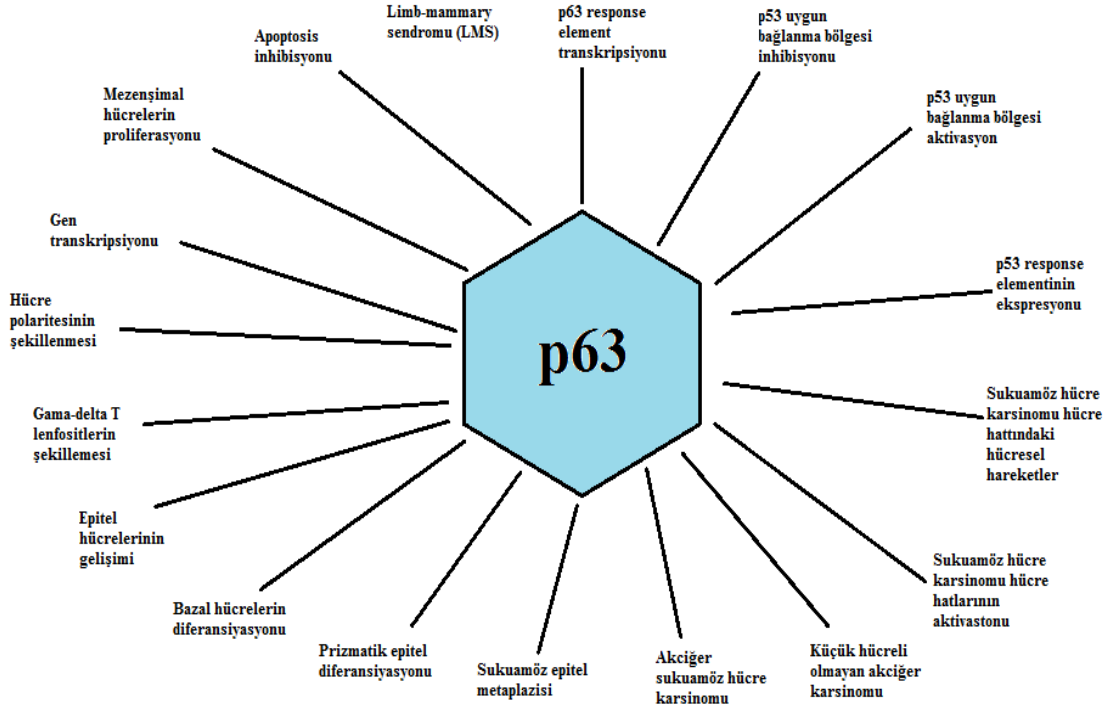 Limb-mammary
sendromu (LMS)
p63 response
element
transkripsiyonu
p53 uygun
bağlanma bölgesi
inhibisyonu
p53 uygun
bağlanma bölgesi
aktivasyon
p53 response
elementinin
ekspresyonu
Sukuamöz hücre
karsinomu hücre
hattındaki
hücresel
hareketler
Sukuamöz hücre
karsinomu hücre
hatlarının
aktivastonu
Küçük hücreli
olmayan akciğer
karsinomu
Akciğer
sukuamöz hücre
karsinomu
Sukuamöz epitel
metaplazisi
Prizmatik epitel
diferansiyasyonu
Bazal hücrelerin
diferansiyasyonu
Epitel
hücrelerinin
gelişimi
Gama-delta T
lenfositlerin
şekillemesi
Hücre
polaritesinin
şekillenmesi
Gen
transkripsiyonu
Mezenşimal
hücrelerin
proliferasyonu
Apoptosis
inhibisyonu
p63